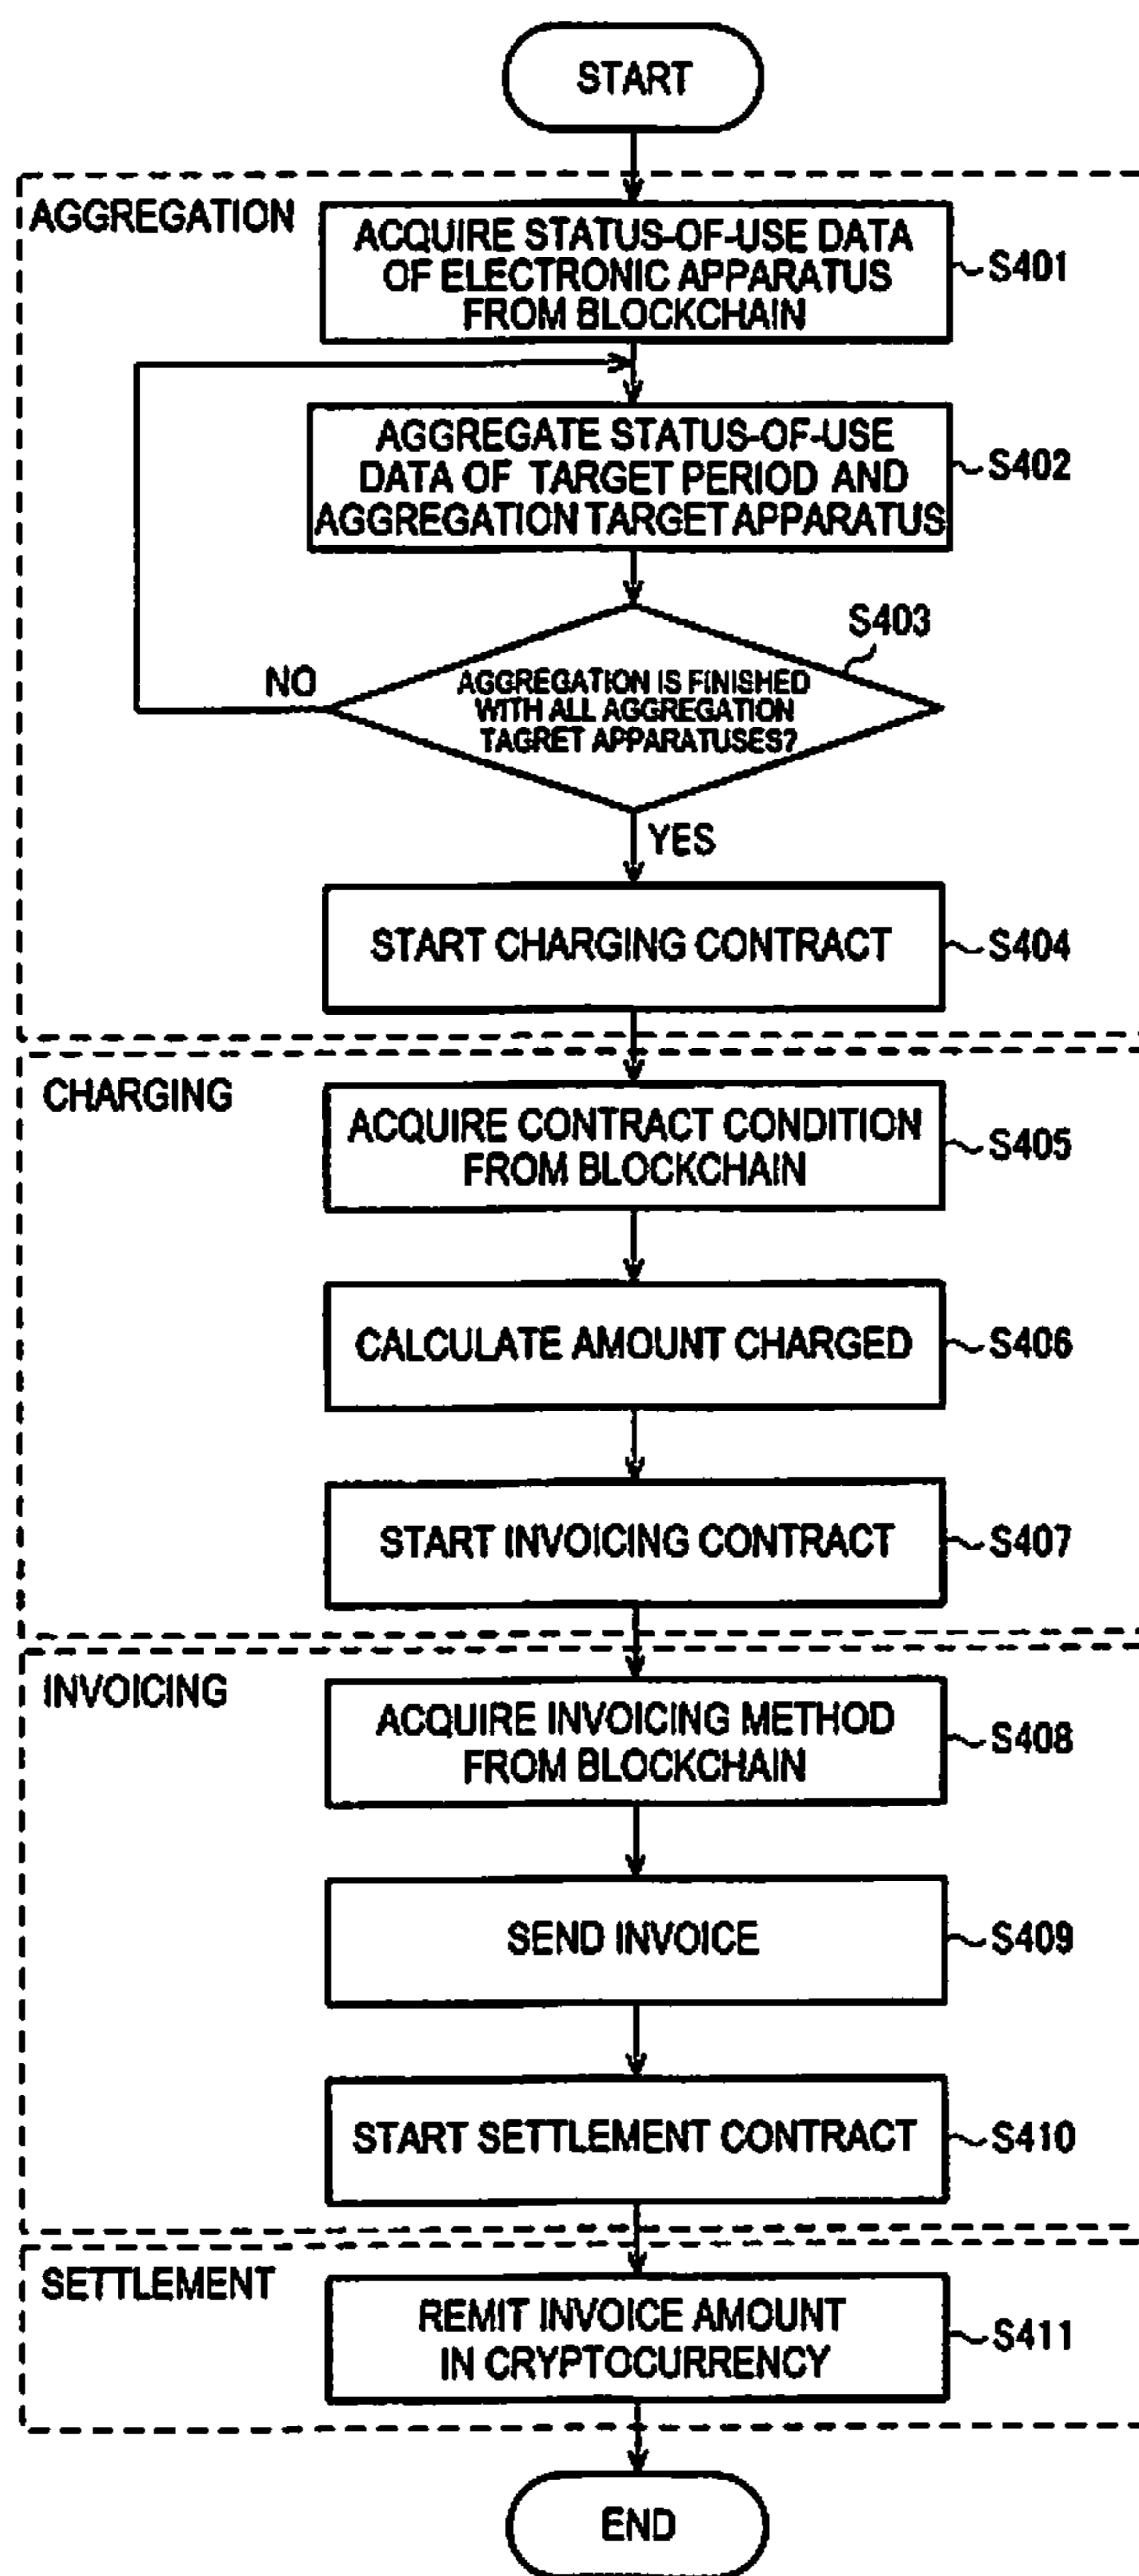 START
AGGREGATION
ACQUIRE STATUS-OF-USE DATA
OF ELECTRONIC APPARATUS
FROM BLOCKCHAIN
S401
AGGREGATE STATUS-OF-USE
DATA OF TARGET PERIOD AND
AGGREGATION TARGET APPARATUS
S402
S403
NO
AGGREGATION IS FINISHED
WITH ALL AGGREGATION
TAGRET APPARATUSES?
YES
START CHARGING CONTRACT
S404
CHARGING
ACQUIRE CONTRACT CONDITION
FROM BLOCKCHAIN
S405
CALCULATE AMOUNT CHARGED
S406
START INVOICING CONTRACT
S407
INVOICING
ACQUIRE INVOICING METHOD
FROM BLOCKCHAIN
S408
SEND INVOICE
S409
START SETTLEMENT CONTRACT
S410
SETTLEMENT
REMIT INVOICE AMOUNT
IN CRYPTOCURRENCY
S411
END